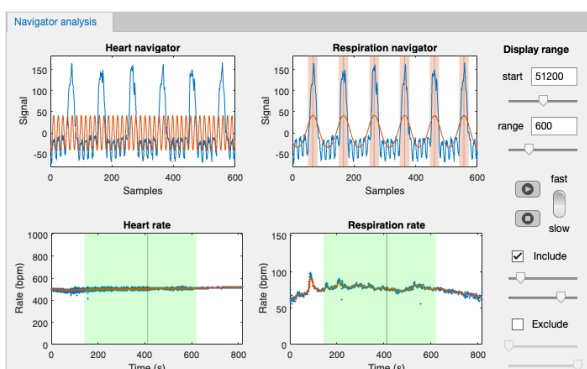 Navigator analysis
Heart navigator
Signal
150
100
50
0
-50
0
200
400
600
Samples
Respiration navigator
Signal
150
100
50
0
-50
0
200
400
600
Samples
Display range
start 51200
range 600
fast
slow
Include
Exclude
Heart rate
Rate (bpm)
1000
800
600
400
200
0
0
200
400
600
800
Time (s)
Respiration rate
Rate (bpm)
150
100
50
0
0
200
400
600
800
Time (s)